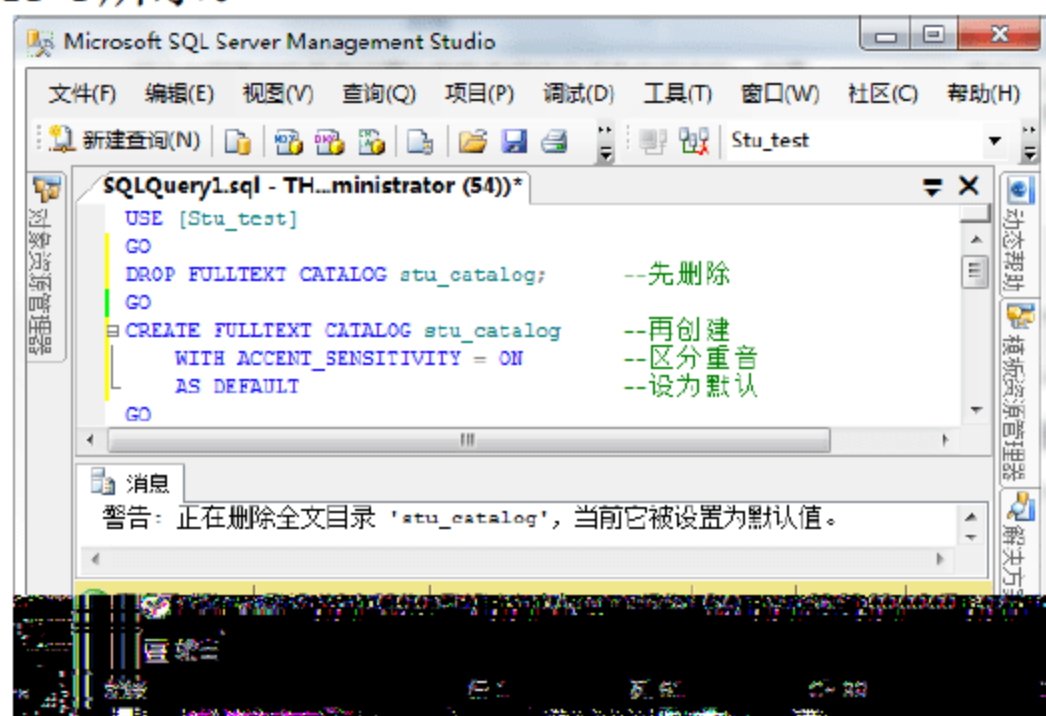 Microsoft SQL Server Management Studio
文件(F) 编辑(E) 视图(V) 查询(Q) 项目(P) 调试(D) 工具(T) 窗口(W) 社区(C) 帮助(H)
新建查询(N) Stu_test
SQLQuery1.sql - TH...ministrator (54))*
对象资源管理器
USE [Stu_test]
GO
DROP FULLTEXT CATALOG stu_catalog; --先删除
GO
CREATE FULLTEXT CATALOG stu_catalog --再创建
WITH ACCENT_SENSITIVITY = ON --区分重音
AS DEFAULT --设为默认
GO
消息
警告: 正在删除全文目录 'stu_catalog', 当前它被设置为默认值。
动态帮助
模板资源管理器
解决方